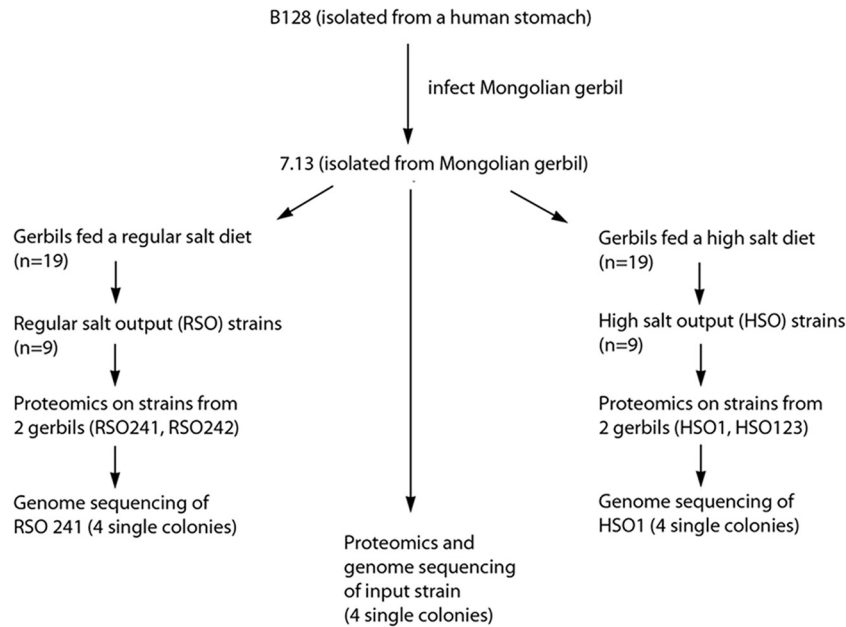 B128 (isolated from a human stomach)
infect Mongolian gerbil
7.13 (isolated from Mongolian gerbil)
Gerbils fed a regular salt diet
(n=19)
Regular salt output (RSO) strains
(n=9)
Proteomics on strains from
2 gerbils (RSO241, RSO242)
Genome sequencing of
RSO 241 (4 single colonies)
Proteomics and
genome sequencing
of input strain
(4 single colonies)
Gerbils fed a high salt diet
(n=19)
High salt output (HSO) strains
(n=9)
Proteomics on strains from
2 gerbils (HSO1, HSO123)
Genome sequencing of
HSO1 (4 single colonies)